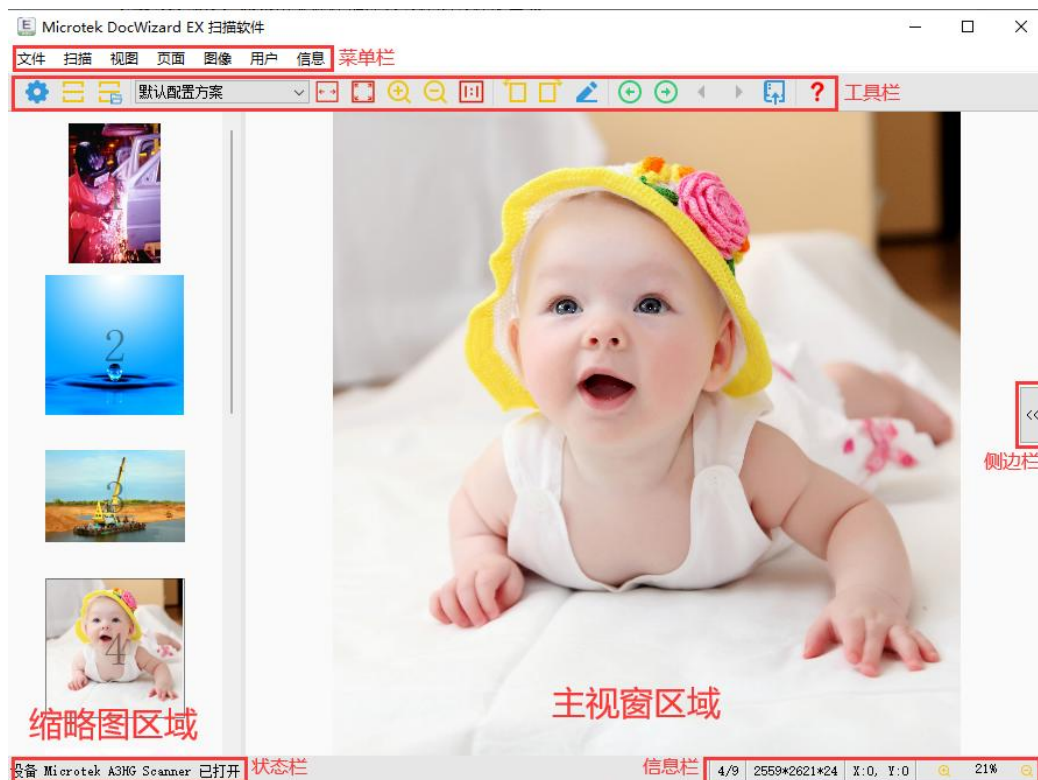 Microtek DocWizard EX 扫描软件
文件 扫描 视图 页面 图像 用户 信息 菜单栏
默认配置方案 1:1 ? 工具栏
1
2
3
4
<<
侧边栏
主视窗区域
缩略图区域
设备 Microtek A3HG Scanner 已打开 状态栏 信息栏 4/9 2559*2621*24 X:0, Y:0 21%